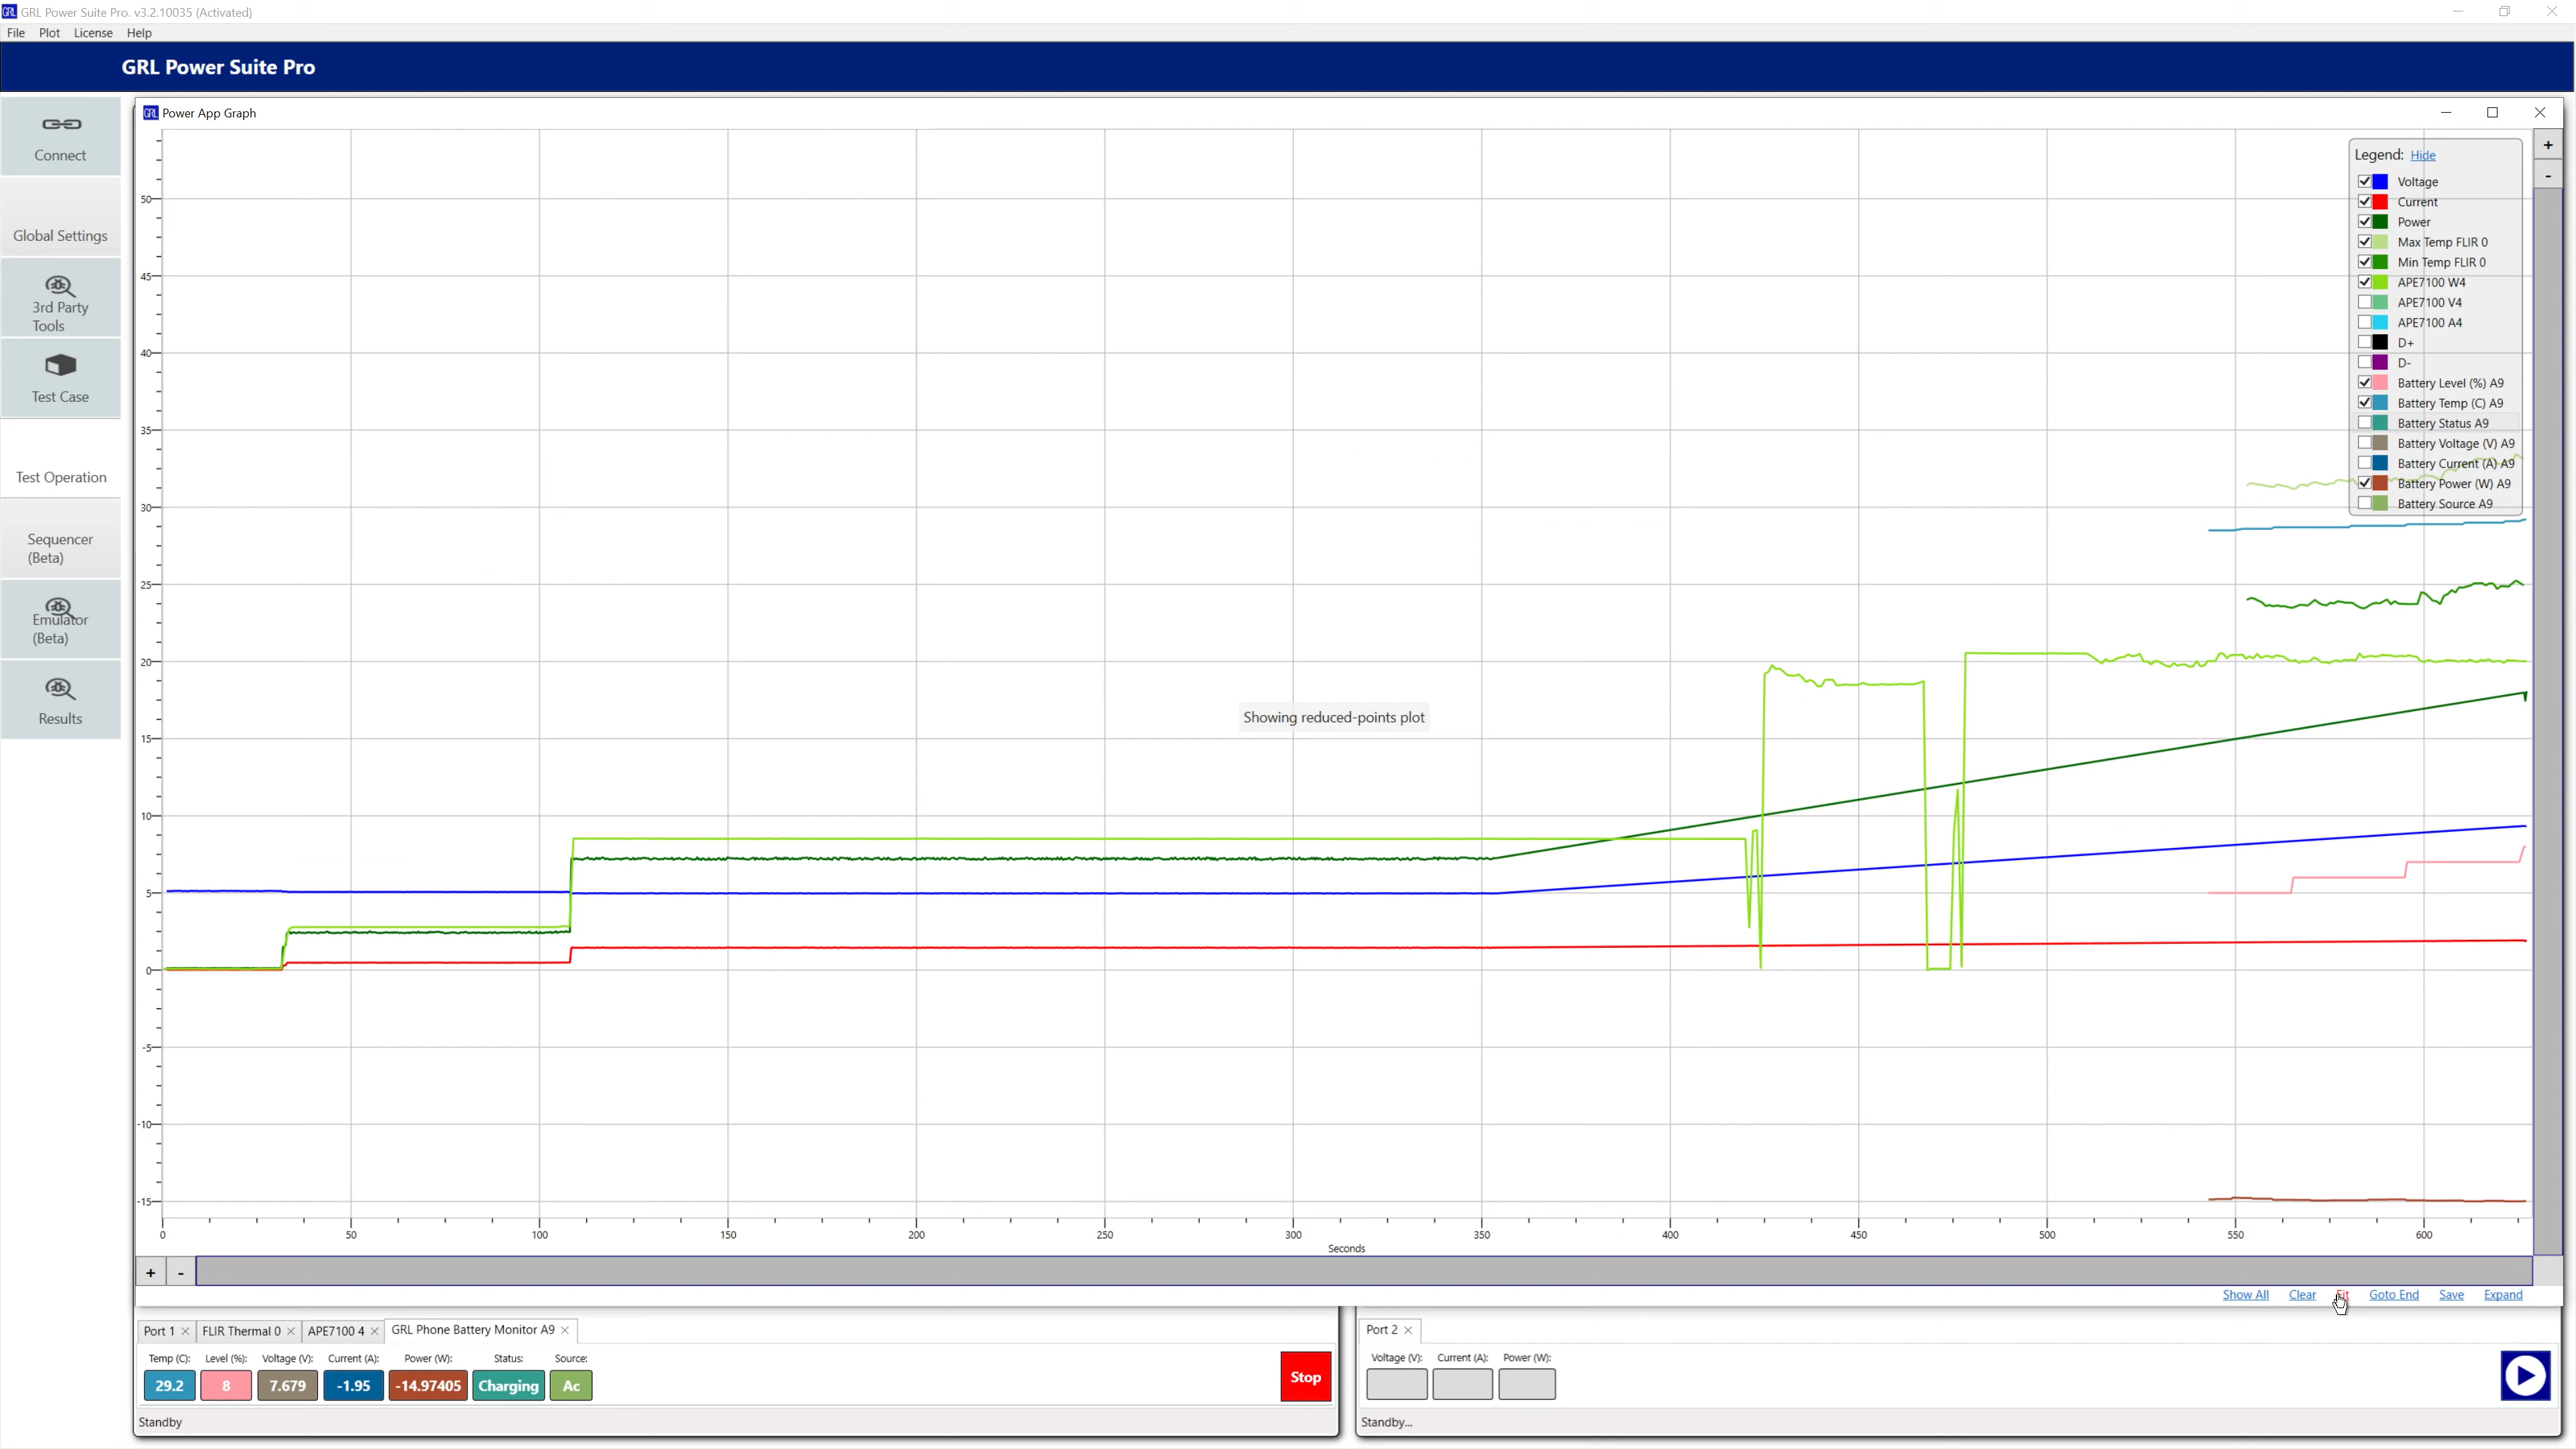 GRL GRL Power Suite Pro. v3.2.10035 (Activated)
File Plot License Help
GRL Power Suite Pro
Connect
Global Settings
3rd Party
Tools
Test Case
Test Operation
Sequencer
(Beta)
Emulator
(Beta)
Results
GRL Power App Graph
50
45
40
35
30
25
20
15
10
5
0
-5
-10
-15
Showing reduced-points plot
Legend: Hide
Voltage
Current
Power
Max Temp FLIR 0
Min Temp FLIR 0
APE7100 W4
APE7100 V4
APE7100 A4
D+
D-
Battery Level (%) A9
Battery Temp (C) A9
Battery Status A9
Battery Voltage (V) A9
Battery Current (A) A9
Battery Power (W) A9
Battery Source A9
+
-
0 50 100 150 200 250 300 350 400 450 500 550 600
Seconds
+ -
Show All Clear Fit Goto End Save Expand
Port 1 FLIR Thermal 0 APE7100 4 GRL Phone Battery Monitor A9
Temp (C): Level (%): Voltage (V): Current (A): Power (W): Status: Source:
29.2 8 7.679 -1.95 -14.97405 Charging Ac
Stop
Standby
Port 2
Voltage (V): Current (A): Power (W):
Standby...